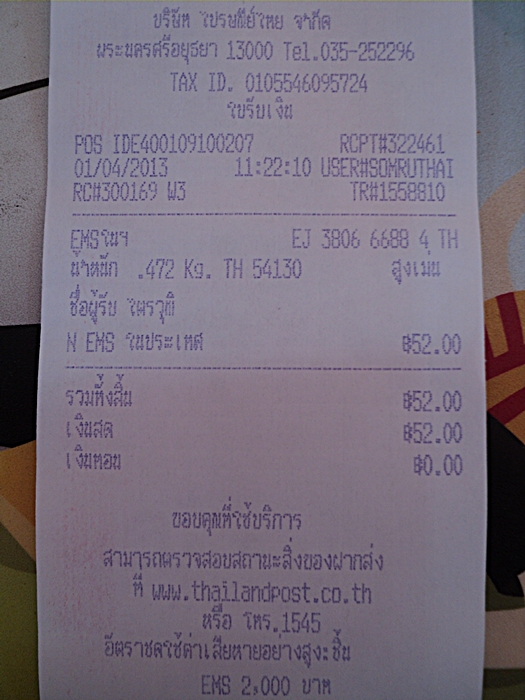 บริษัท ไปรษณีย์ไทย จำกัด
พระนครศรีอยุธยา 13000 Tel.035-252296
TAX ID. 0105546095724
ใบรับเงิน
POS IDE400109100207 RCPT#322461
01/04/2013 11:22:10 USER#SOMRUTHAI
RC#300169 W3 TR#1558810
EMSในฯ EJ 3806 6688 4 TH
น้ำหนัก .472 Kg. TH 54130 สูงเม่น
ชื่อผู้รับ ไตรวุฒิ
N EMS ในประเทศ ฿52.00
รวมทั้งสิ้น ฿52.00
เงินสด ฿52.00
เงินทอน ฿0.00
ขอบคุณที่ใช้บริการ
สามารถตรวจสอบสถานะสิ่งของฝากส่ง
ที่ www.thailandpost.co.th
หรือ โทร.1545
อัตราชดใช้ค่าเสียหายอย่างสูงะชิ้น
EMS 2,000 บาท